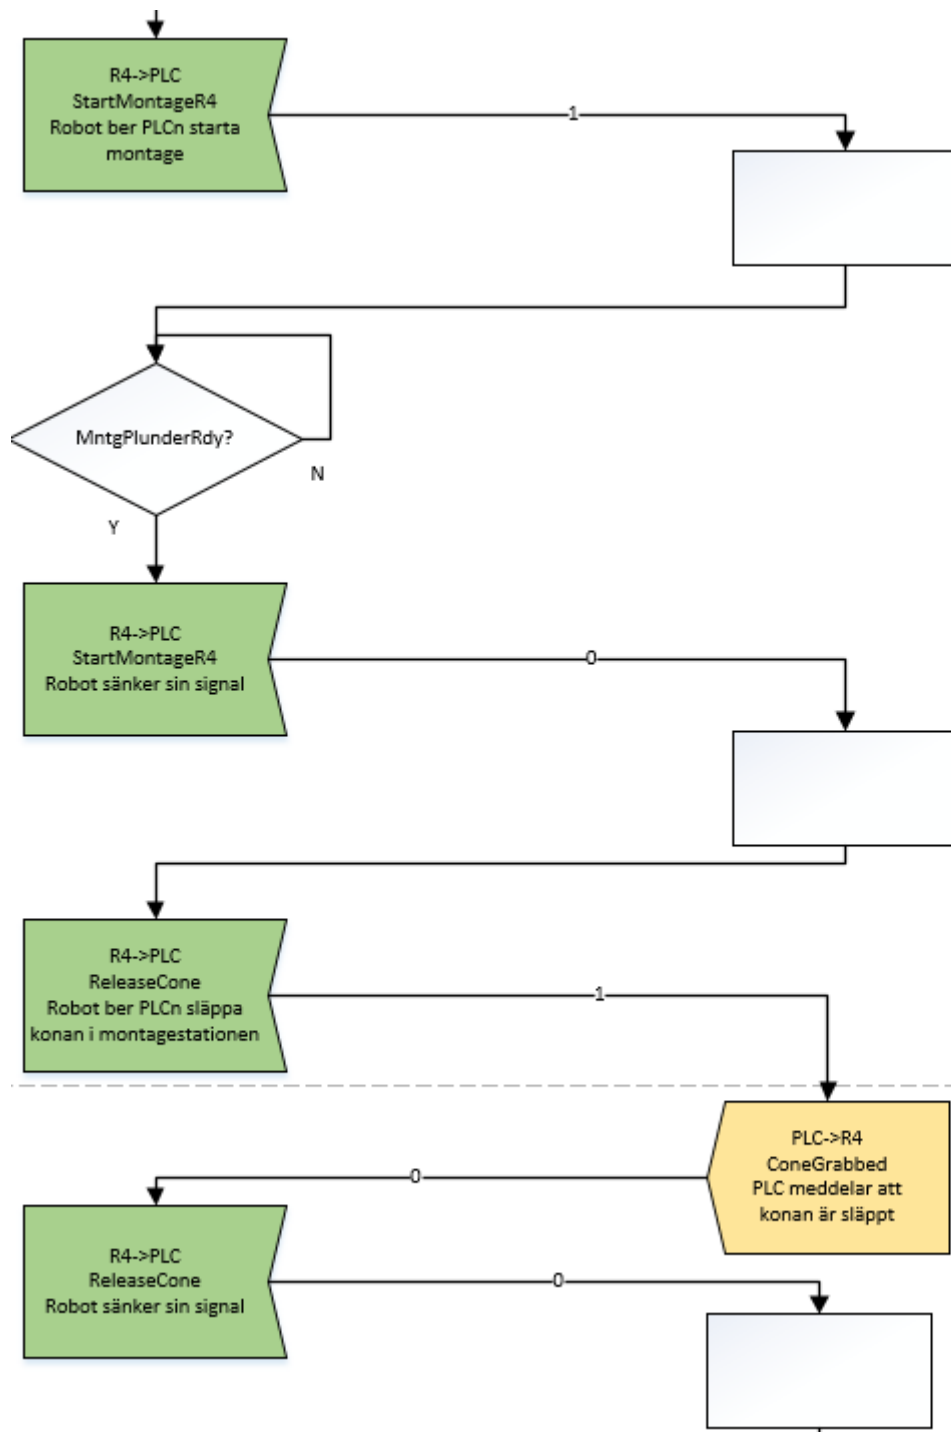 R4->PLC
StartMontageR4
Robot ber PLCn starta
montage
1
MntgPlunderRdy?
N
Y
R4->PLC
StartMontageR4
Robot sänker sin signal
0
R4->PLC
ReleaseCone
Robot ber PLCn släppa
konan i montagestationen
1
PLC->R4
ConeGrabbed
PLC meddelar att
konan är släppt
0
R4->PLC
ReleaseCone
Robot sänker sin signal
0